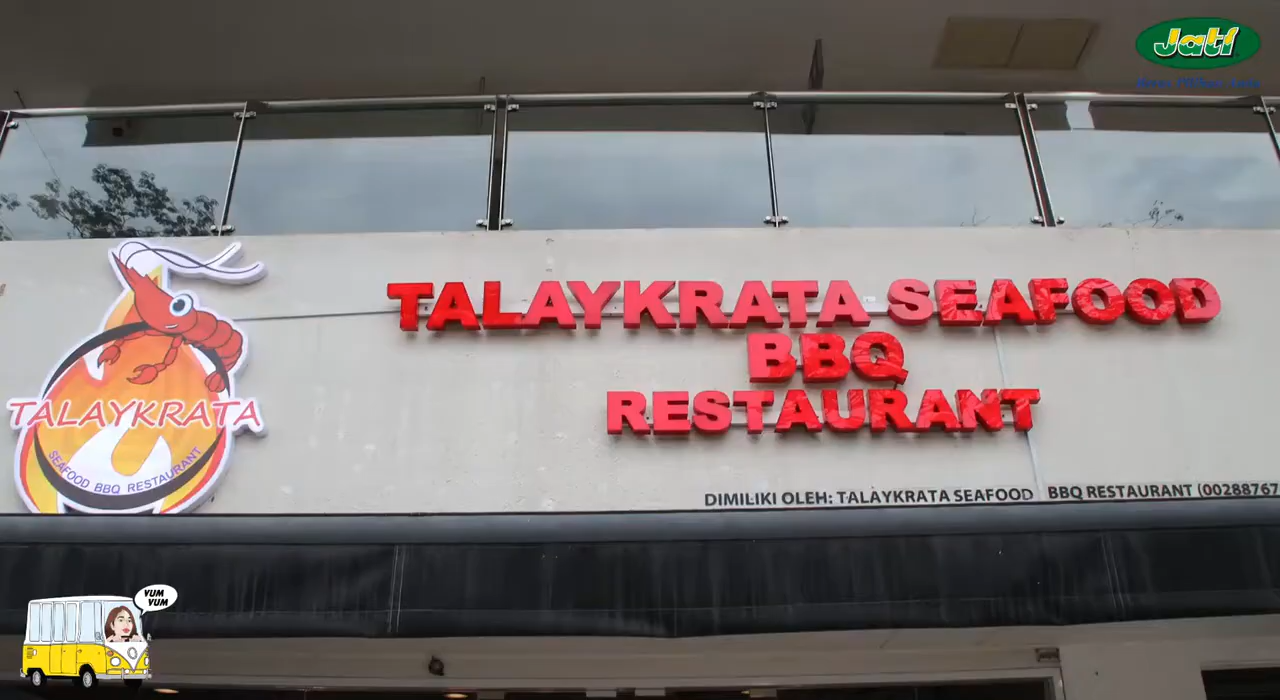 Jati
TALAYKRATA SEAFOOD
BBQ
RESTAURANT
TALAYKRATA
SEAFOOD BBQ RESTAURANT
DIMILIKI OLEH: TALAYKRATA SEAFOOD BBQ RESTAURANT (00288767
YUM
YUM